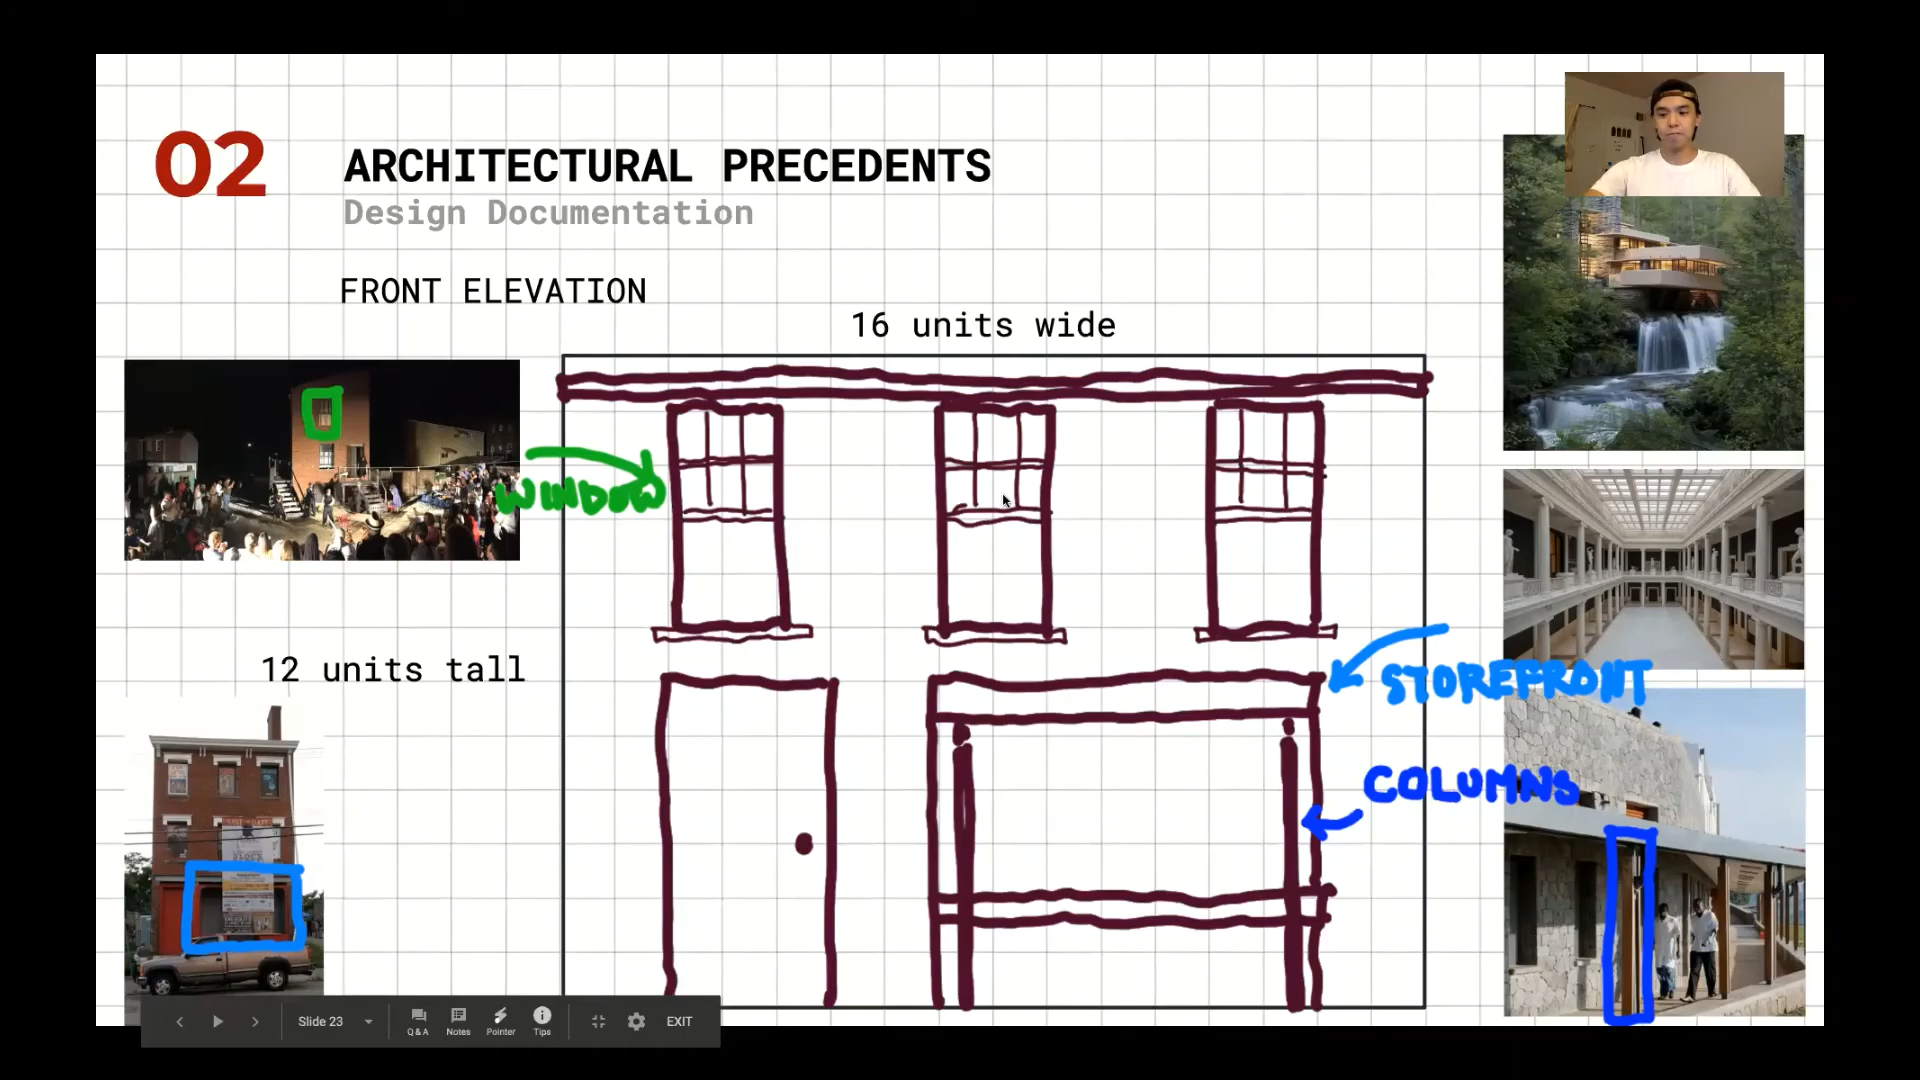 02
ARCHITECTURAL PRECEDENTS
Design Documentation
FRONT ELEVATION
16 units wide
WINDOW
12 units tall
STOREFRONT
COLUMNS
Slide 23
Q&A
Notes
Pointer
Tips
EXIT